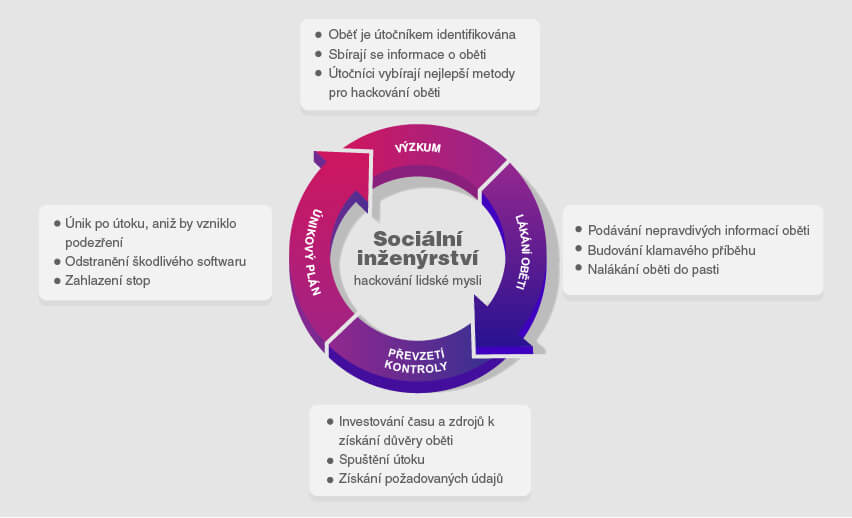 ● Oběť je útočníkem identifikována
● Sbírají se informace o oběti
● Útočníci vybírají nejlepší metody
pro hackování oběti
VÝZKUM
LÁKÁNÍ OBĚTI
● Podávání nepravdivých informací oběti
● Budování klamavého příběhu
● Nalákání oběti do pasti
PŘEVZETÍ
KONTROLY
● Investování času a zdrojů k
získání důvěry oběti
● Spuštění útoku
● Získání požadovaných údajů
ÚNIKOVÝ PLÁN
● Únik po útoku, aniž by vzniklo
podezření
● Odstranění škodlivého softwaru
● Zahlazení stop
Sociální
inženýrství
hackování lidské mysli